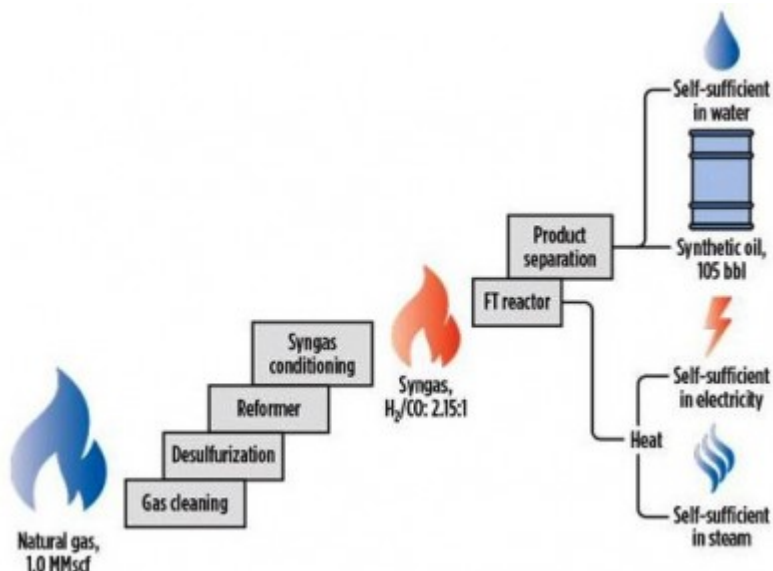 Self-sufficient
in water
Product
separation
Synthetic oil,
105 bbl
FT reactor
Syngas
conditioning
Syngas,
H₂/CO: 2.15:1
Self-sufficient
in electricity
Reformer
Heat
Desulfurization
Gas cleaning
Self-sufficient
in steam
Natural gas,
1.0 MMscf